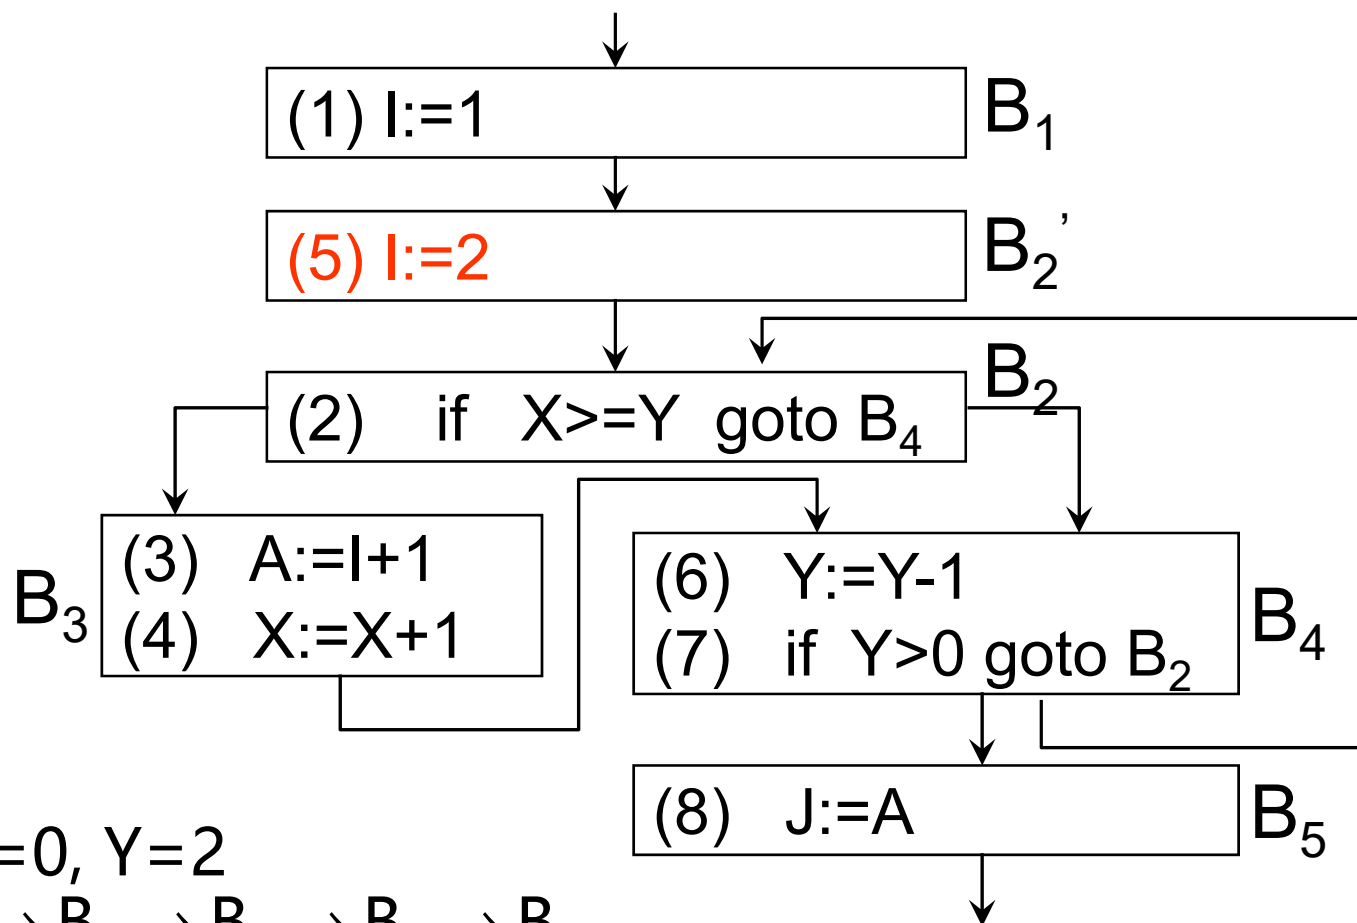 (1) I:=1
B₁
(5) I:=2
B₂’
B₂
(2) if X>=Y goto B₄
(3) A:=I+1
(4) X:=X+1
B₃
(6) Y:=Y-1
(7) if Y>0 goto B₂
B₄
(8) J:=A
B₅
=0, Y=2
→B →B →B →B